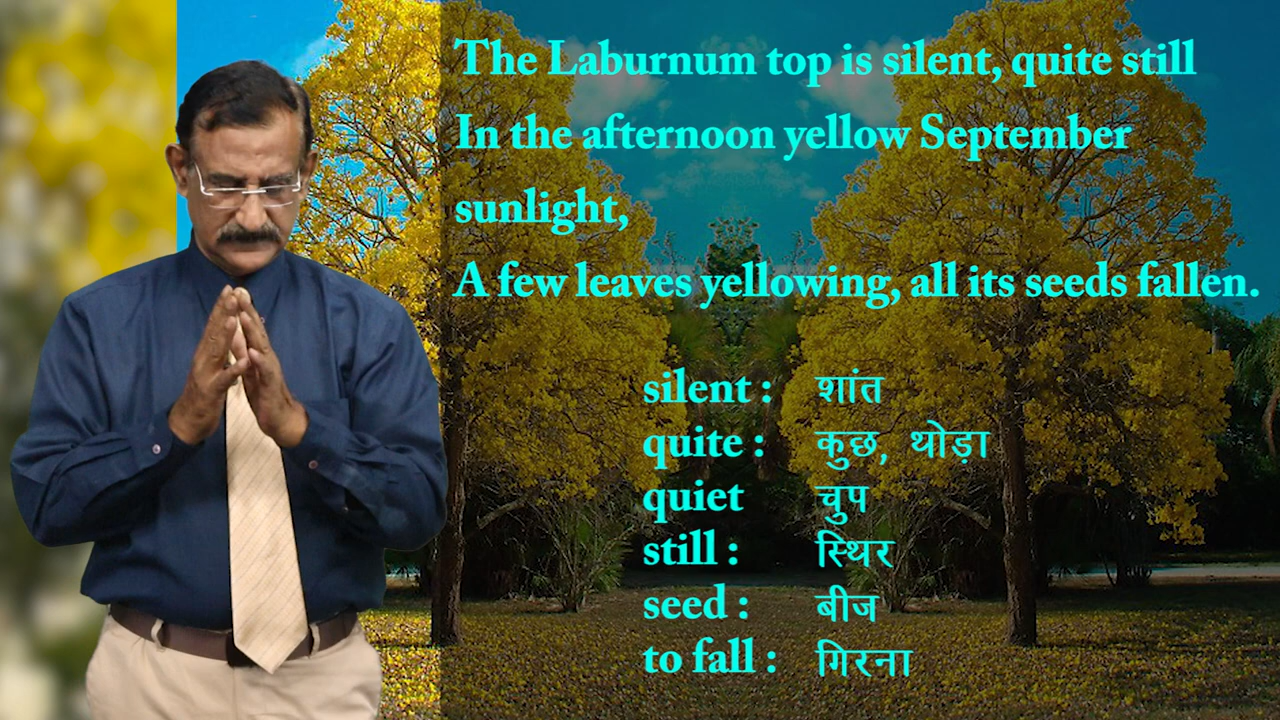 The Laburnum top is silent, quite still
In the afternoon yellow September
sunlight,
A few leaves yellowing, all its seeds fallen.
silent : शांत
quite : कुछ, थोड़ा
quiet चुप
still : स्थिर
seed : बीज
to fall : गिरना